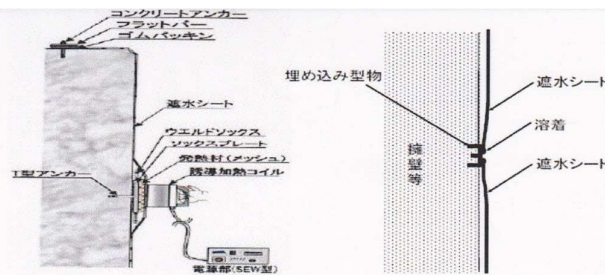 コンクリートアンカー
フラットバー
ゴムパッキン
遮水シート
ウエルドソックス
ソックスプレート
発熱材(メッシュ)
誘導加熱コイル
T型アンカー
電源部(SEW型)
埋め込み型物
遮水シート
溶着
遮水シート
擁壁等